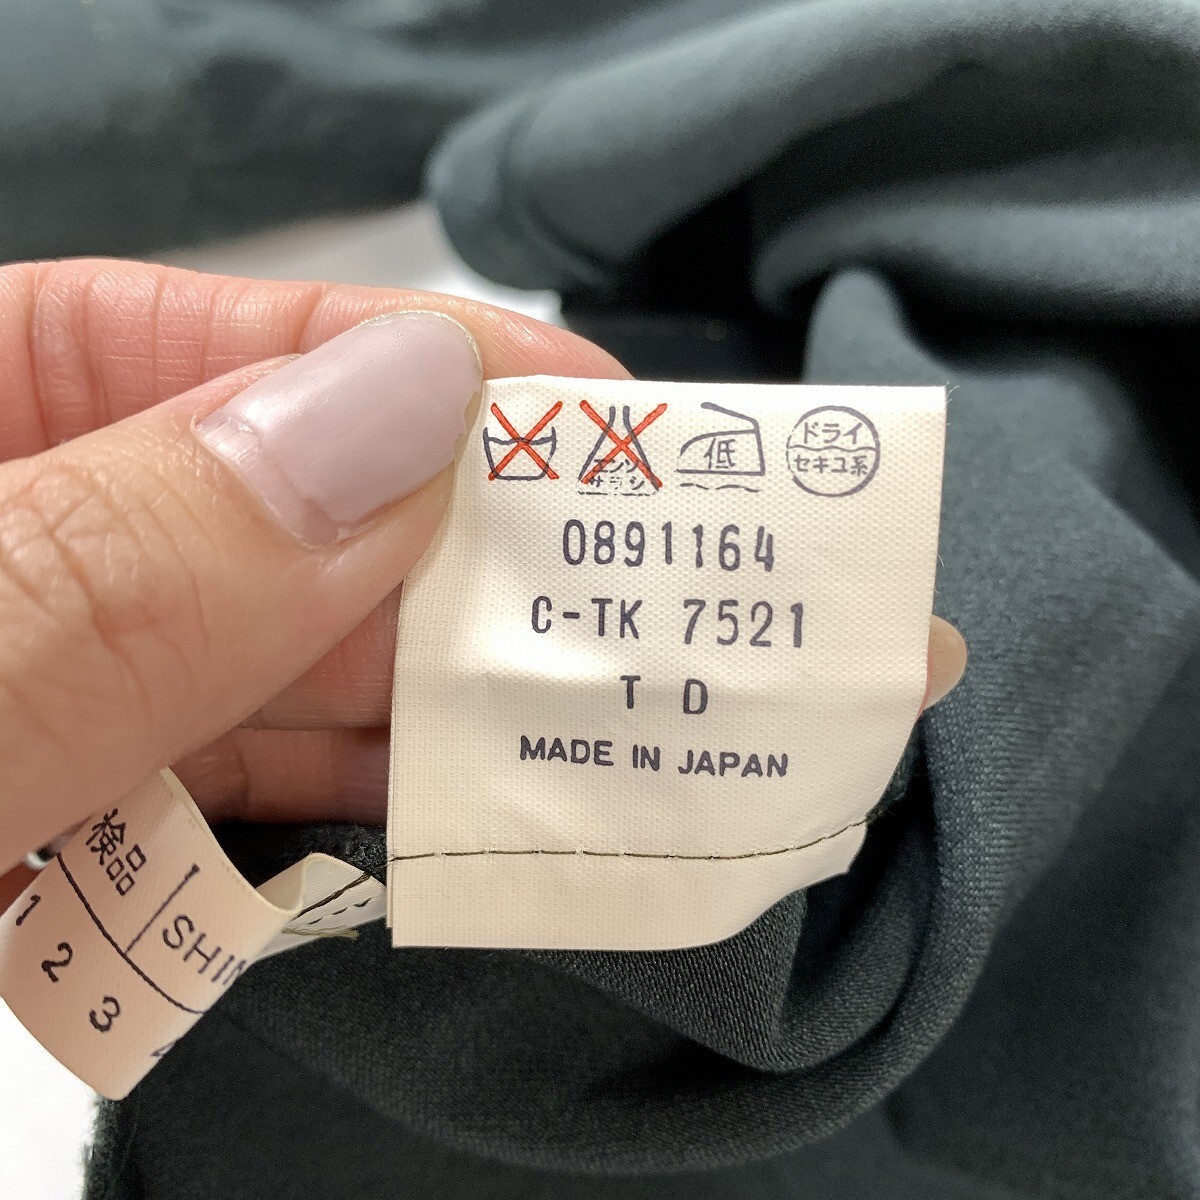 エンソ
サラシ
低
ドライ
セキユ系
0891164
C-TK 7521
T D
MADE IN JAPAN
検品
SHIN
1 2 3